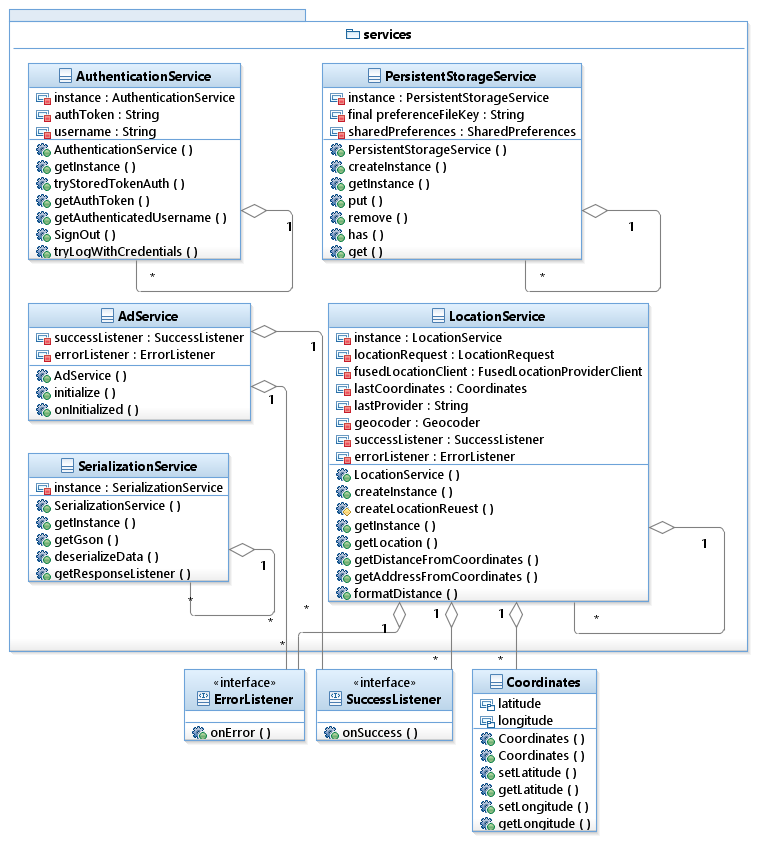 services
AuthenticationService
instance : AuthenticationService
authToken : String
username : String
AuthenticationService ( )
getInstance ( )
tryStoredTokenAuth ( )
getAuthToken ( )
getAuthenticatedUsername ( )
SignOut ( )
tryLogWithCredentials ( )
1
*
PersistentStorageService
instance : PersistentStorageService
final preferenceFileKey : String
sharedPreferences : SharedPreferences
PersistentStorageService ( )
createInstance ( )
getInstance ( )
put ( )
remove ( )
has ( )
get ( )
1
*
AdService
successListener : SuccessListener
errorListener : ErrorListener
AdService ( )
initialize ( )
onInitialized ( )
1
1
LocationService
instance : LocationService
locationRequest : LocationRequest
fusedLocationClient : FusedLocationProviderClient
lastCoordinates : Coordinates
lastProvider : String
geocoder : Geocoder
successListener : SuccessListener
errorListener : ErrorListener
LocationService ( )
createInstance ( )
createLocationReuest ( )
getInstance ( )
getLocation ( )
getDistanceFromCoordinates ( )
getAddressFromCoordinates ( )
formatDistance ( )
1
*
SerializationService
instance : SerializationService
SerializationService ( )
getInstance ( )
getGson ( )
deserializeData ( )
getResponseListener ( )
1
*
*
*
*
1
1
1
*
*
«interface»
ErrorListener
onError ( )
«interface»
SuccessListener
onSuccess ( )
Coordinates
latitude
longitude
Coordinates ( )
Coordinates ( )
setLatitude ( )
getLatitude ( )
setLongitude ( )
getLongitude ( )